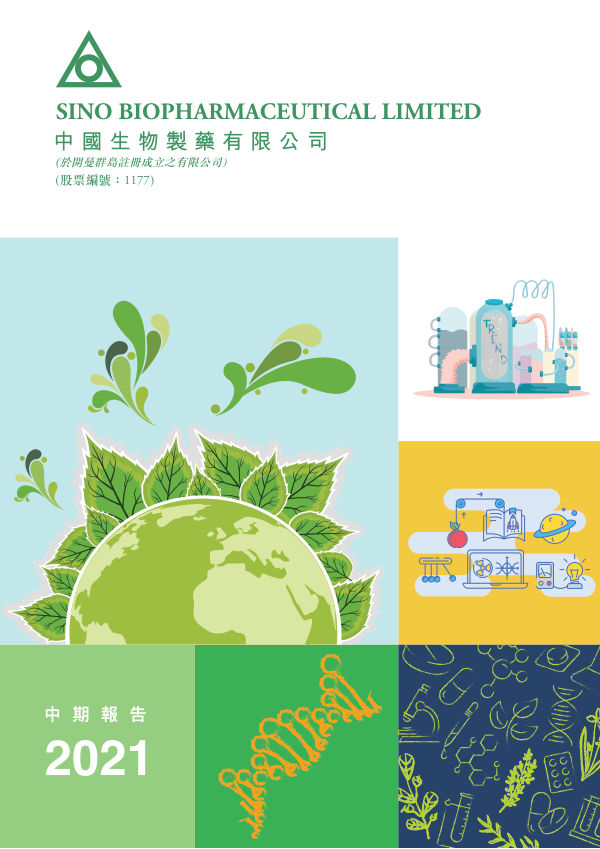 SINO BIOPHARMACEUTICAL LIMITED
中國生物製藥有限公司
(於開曼群島註冊成立之有限公司)
(股票編號：1177)
TREND
中期報告
2021